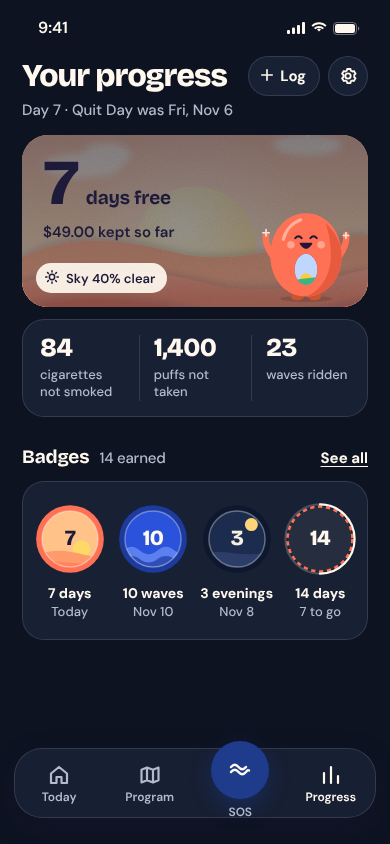 9:41
Your progress
+ Log
Day 7 · Quit Day was Fri, Nov 6
7 days free
$49.00 kept so far
Sky 40% clear
84
cigarettes
not smoked
1,400
puffs not
taken
23
waves ridden
Badges 14 earned
See all
7
10
3
14
7 days
Today
10 waves
Nov 10
3 evenings
Nov 8
14 days
7 to go
Today
Program
SOS
Progress